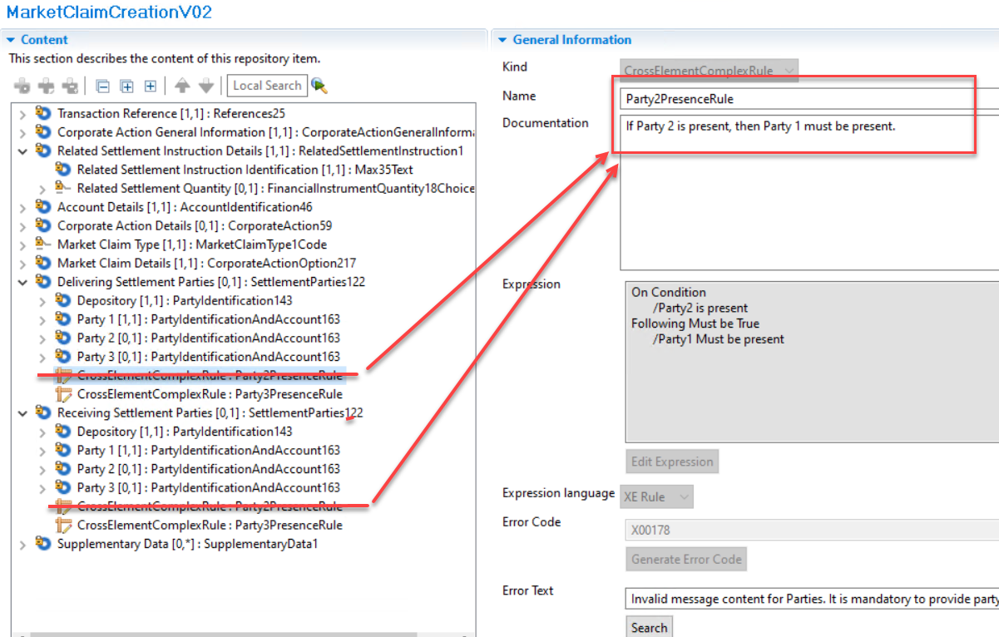 MarketClaimCreationV02
Content
This section describes the content of this repository item.
Local Search
Transaction Reference [1,1] : References25
Corporate Action General Information [1,1] : CorporateActionGeneralInforma
Related Settlement Instruction Details [1,1] : RelatedSettlementInstruction1
Related Settlement Instruction Identification [1,1] : Max35Text
Related Settlement Quantity [0,1] : FinancialInstrumentQuantity18Choice
Account Details [1,1] : AccountIdentification46
Corporate Action Details [0,1] : CorporateAction59
Market Claim Type [1,1] : MarketClaimType1Code
Market Claim Details [1,1] : CorporateActionOption217
Delivering Settlement Parties [0,1] : SettlementParties122
Depository [1,1] : PartyIdentification143
Party 1 [1,1] : PartyIdentificationAndAccount163
Party 2 [0,1] : PartyIdentificationAndAccount163
Party 3 [0,1] : PartyIdentificationAndAccount163
CrossElementComplexRule : Party2PresenceRule
CrossElementComplexRule : Party3PresenceRule
Receiving Settlement Parties [0,1] : SettlementParties122
Depository [1,1] : PartyIdentification143
Party 1 [1,1] : PartyIdentificationAndAccount163
Party 2 [0,1] : PartyIdentificationAndAccount163
Party 3 [0,1] : PartyIdentificationAndAccount163
CrossElementComplexRule : Party2PresenceRule
CrossElementComplexRule : Party3PresenceRule
Supplementary Data [0,*] : SupplementaryData1
General Information
Kind
CrossElementComplexRule
Name
Party2PresenceRule
Documentation
If Party 2 is present, then Party 1 must be present.
Expression
On Condition
/Party2 is present
Following Must be True
/Party1 Must be present
Edit Expression
Expression language
XE Rule
Error Code
X00178
Generate Error Code
Error Text
Invalid message content for Parties. It is mandatory to provide party
Search